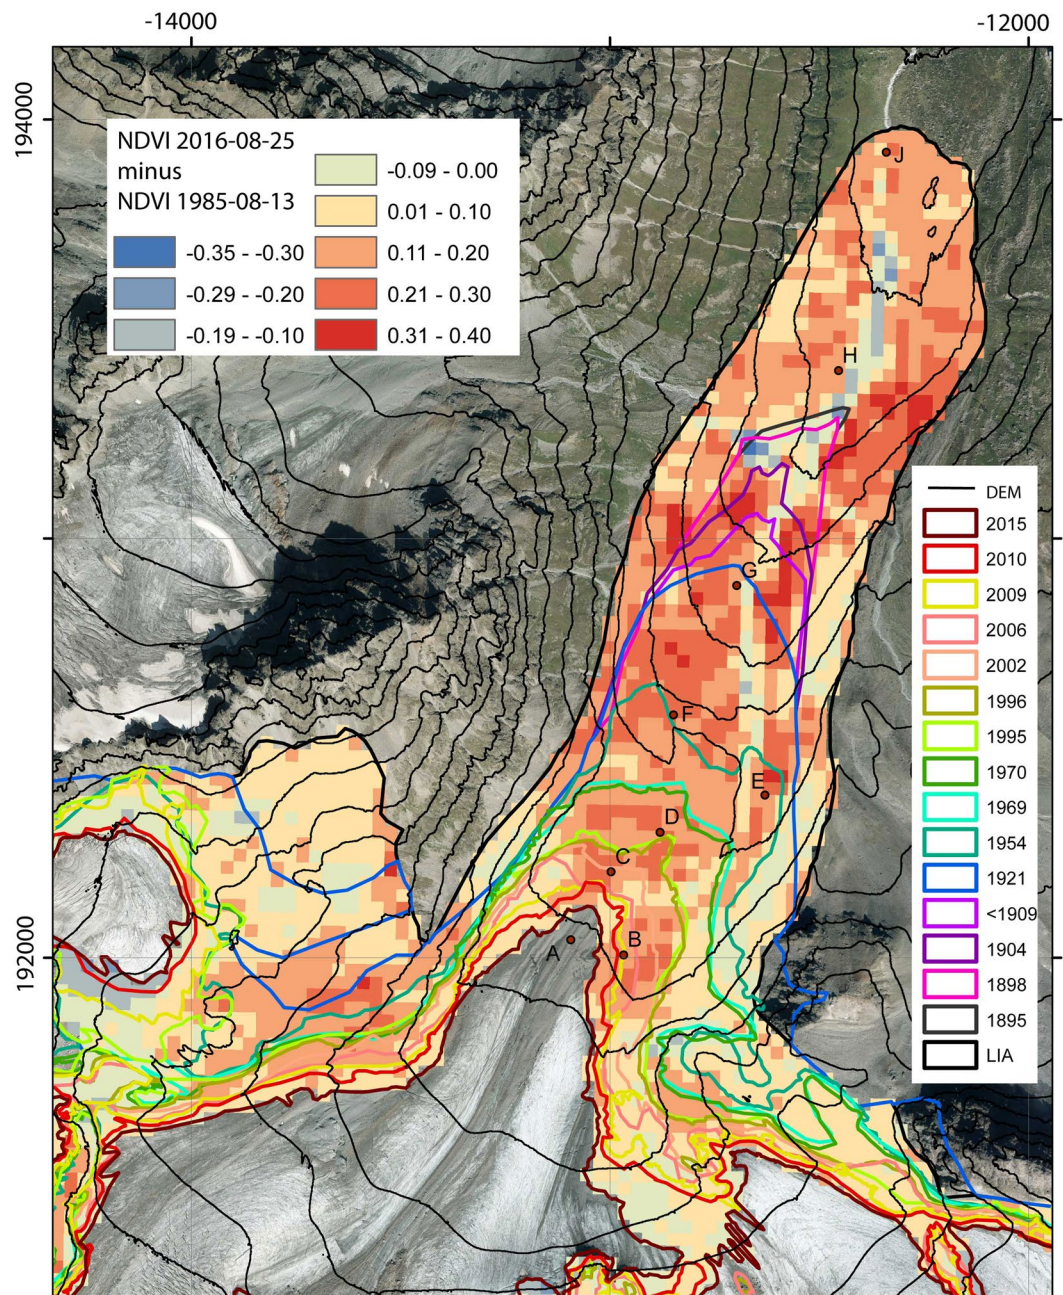 -14000
-12000
194000
192000
NDVI 2016-08-25
minus
NDVI 1985-08-13
-0.35 - -0.30
-0.29 - -0.20
-0.19 - -0.10
-0.09 - 0.00
0.01 - 0.10
0.11 - 0.20
0.21 - 0.30
0.31 - 0.40
J
H
G
F
E
D
C
B
A
DEM
2015
2010
2009
2006
2002
1996
1995
1970
1969
1954
1921
<1909
1904
1898
1895
LIA